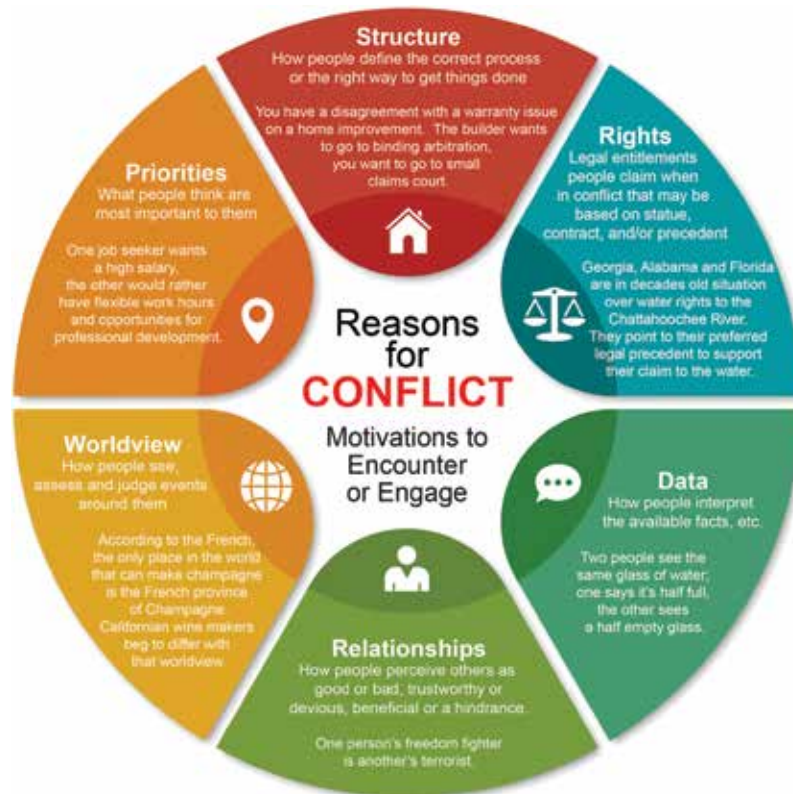 Structure
How people define the correct process
or the right way to get things done
You have a disagreement with a warranty issue
on a home improvement. The builder wants
to go to binding arbitration,
you want to go to small
claims court.
Rights
Legal entitlements
people claim when
in conflict that may be
based on statue,
contract, and/or precedent
Georgia, Alabama and Florida
are in decades old situation
over water rights to the
Chattahoochee River.
They point to their preferred
legal precedent to support
their claim to the water.
Data
How people interpret
the available facts, etc.
Two people see the
same glass of water;
one says it's half full,
the other sees
a half empty glass.
Relationships
How people perceive others as
good or bad; trustworthy or
devious, beneficial or a hindrance.
One person's freedom fighter
is another's terrorist.
Worldview
How people see,
assess and judge events
around them
According to the French,
the only place in the world
that can make champagne
is the French province
of Champagne.
Californian wine makers
beg to differ with
that worldview.
Priorities
What people think are
most important to them
One job seeker wants
a high salary,
the other would rather
have flexible work hours
and opportunities for
professional development.
Reasons
for
CONFLICT
Motivations to
Encounter
or Engage